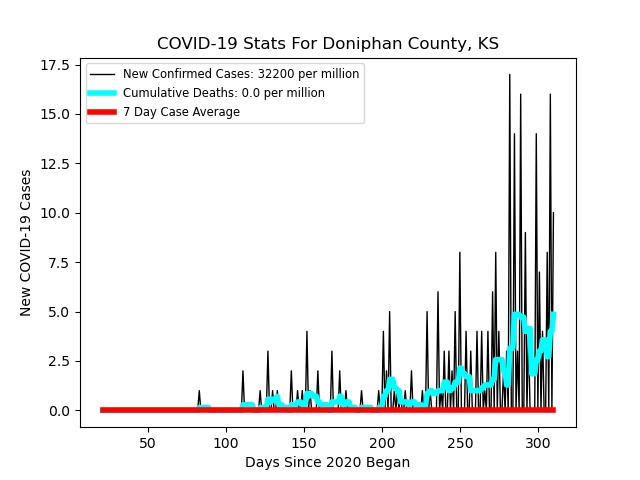 COVID-19 Stats For Doniphan County, KS
New Confirmed Cases: 32200 per million
Cumulative Deaths: 0.0 per million
7 Day Case Average
New COVID-19 Cases
17.5
15.0
12.5
10.0
7.5
5.0
2.5
0.0
50 100 150 200 250 300
Days Since 2020 Began